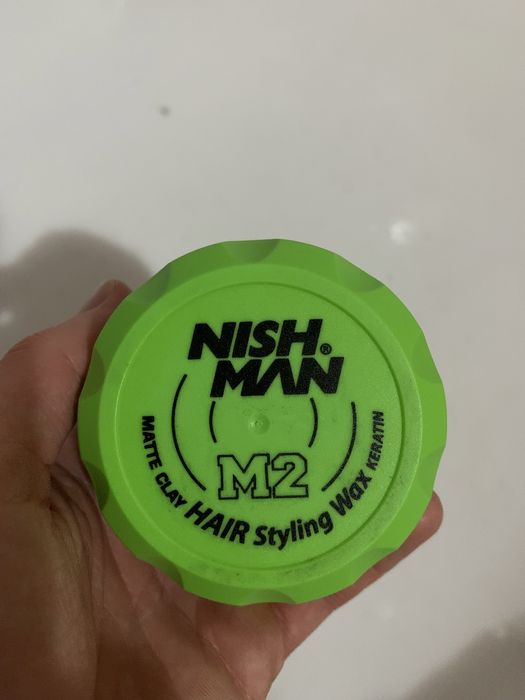 NISH
MAN®
M2
MATTE CLAY HAIR Styling Wax KERATIN